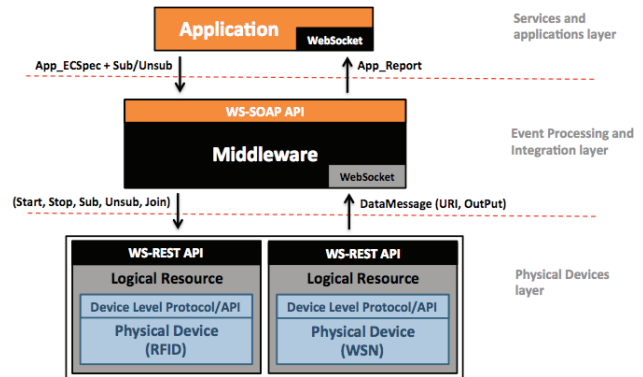 Application
WebSocket
Services and
applications layer
App_ECSpec + Sub/Unsub
App_Report
WS-SOAP API
Middleware
WebSocket
Event Processing and
Integration layer
(Start, Stop, Sub, Unsub, Join)
DataMessage (URI, OutPut)
WS-REST API
Logical Resource
Device Level Protocol/API
Physical Device
(RFID)
WS-REST API
Logical Resource
Device Level Protocol/API
Physical Device
(WSN)
Physical Devices
layer